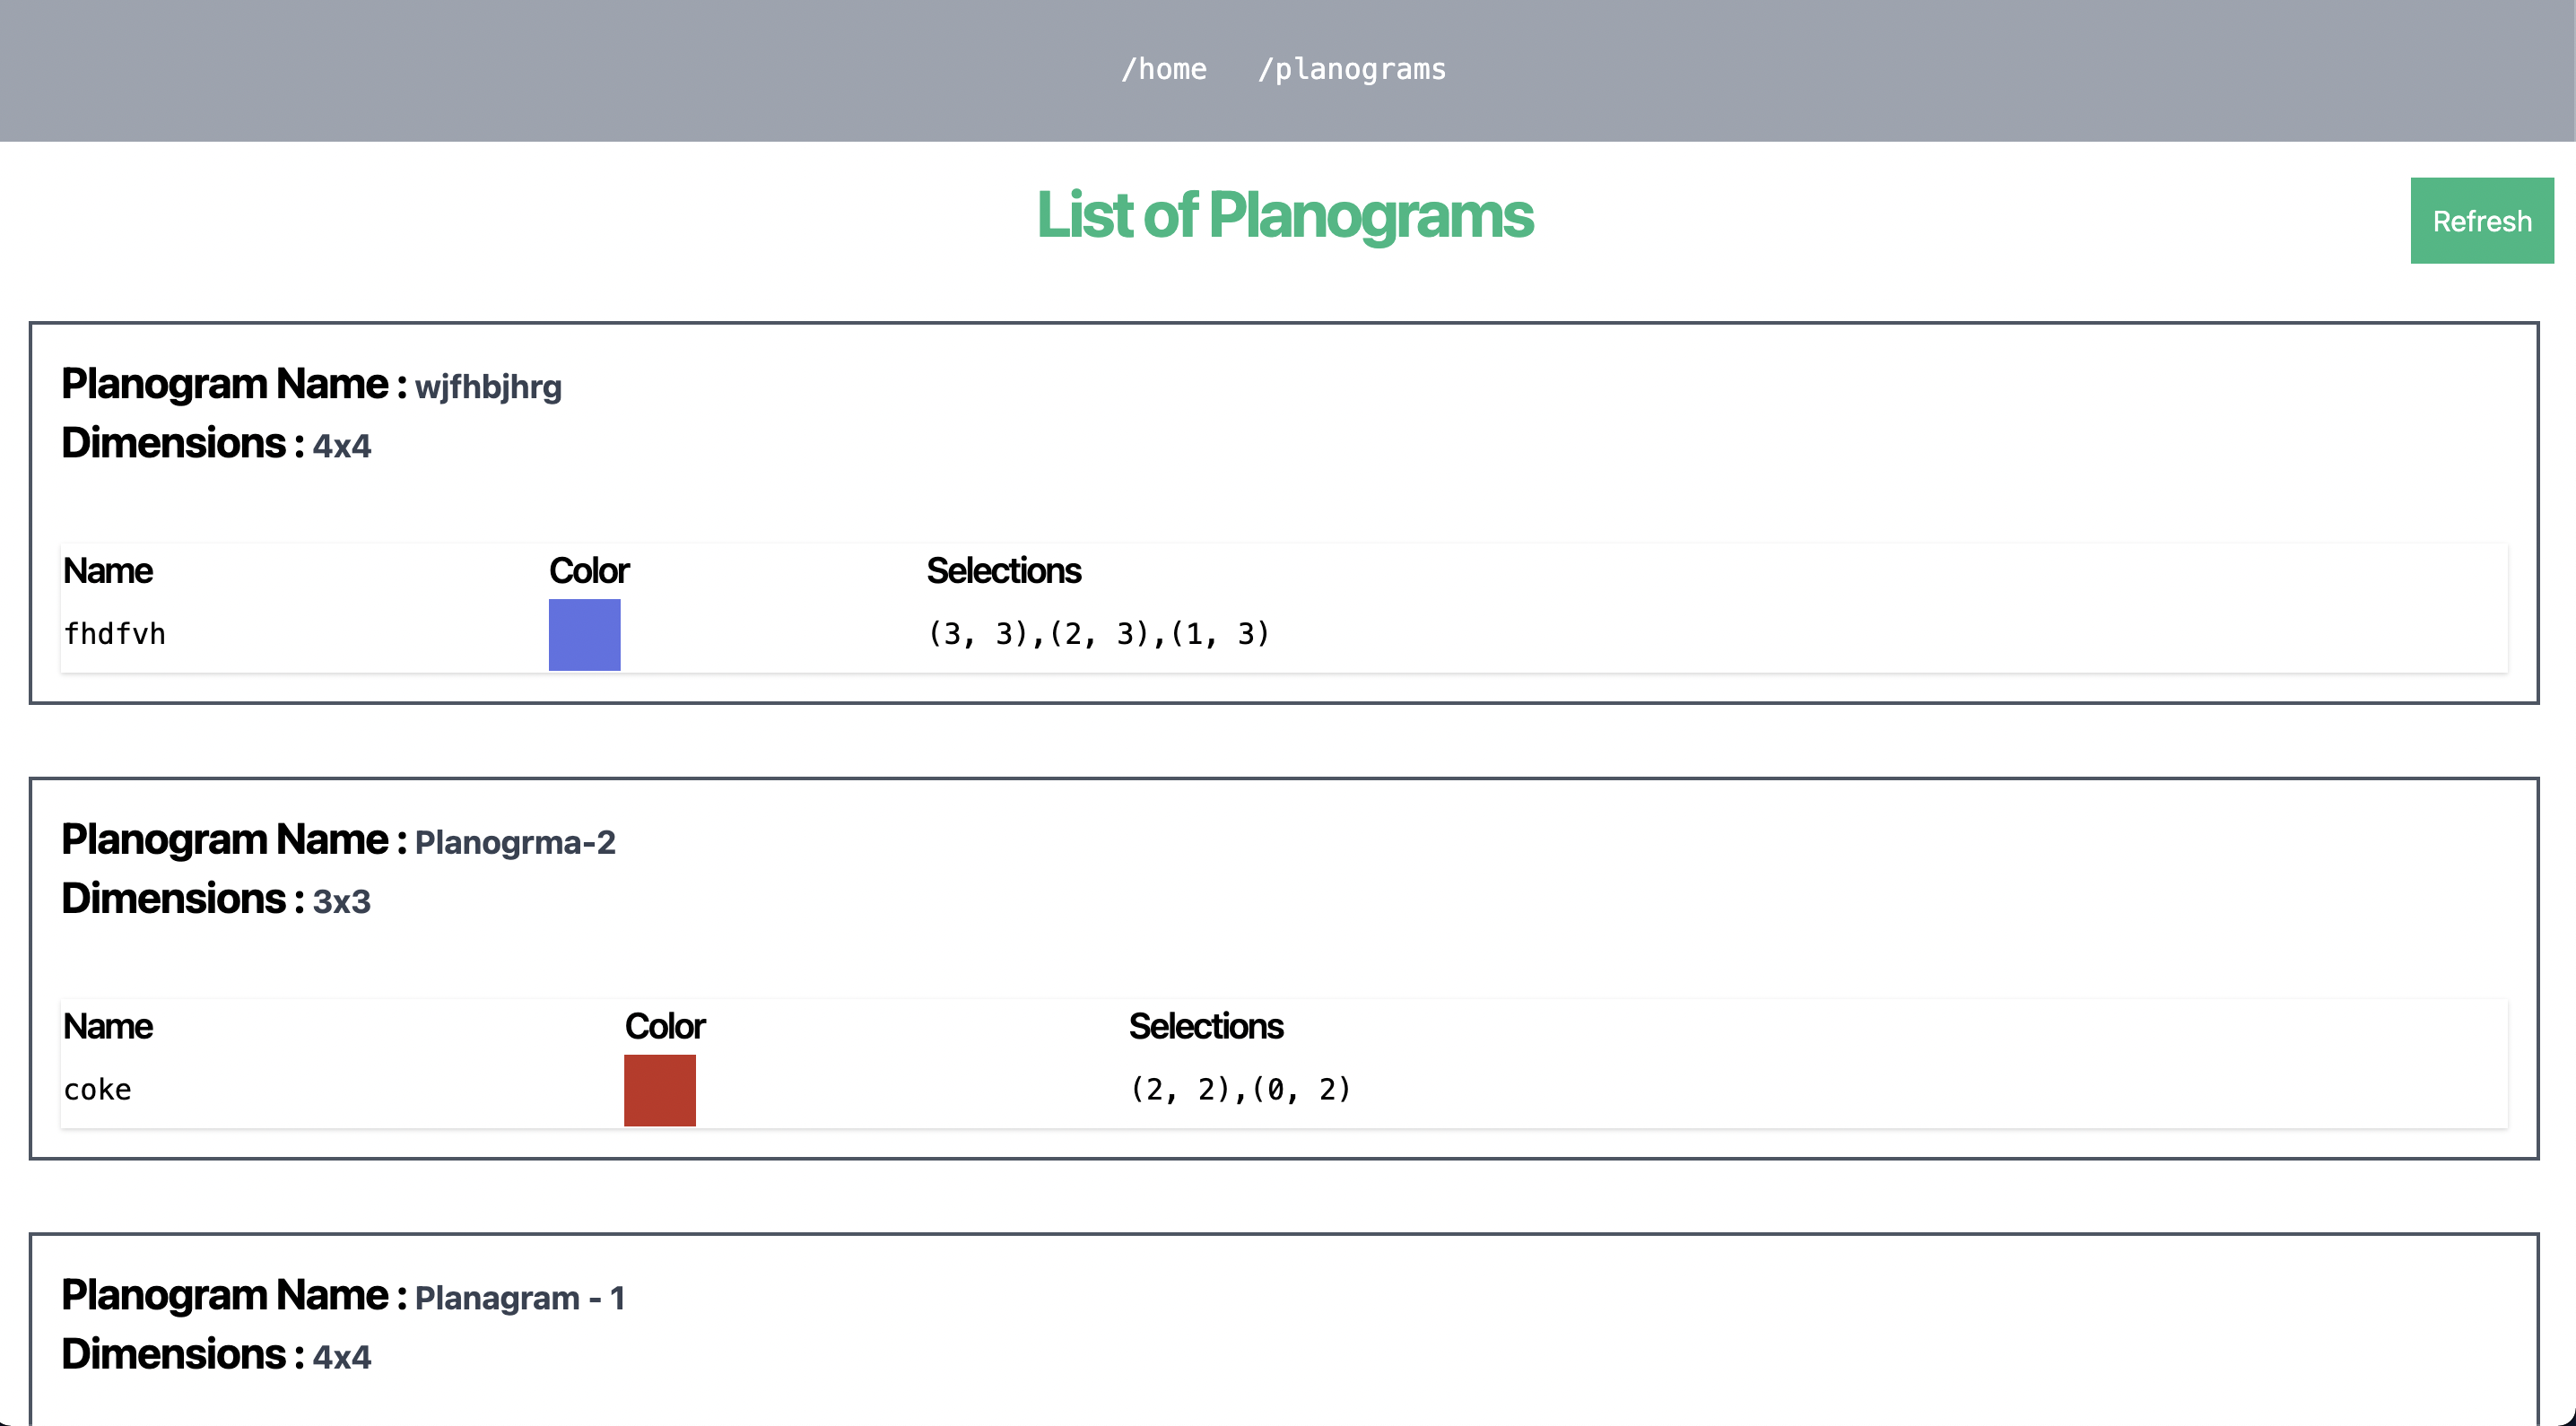 /home /planograms
List of Planograms
Refresh
Planogram Name : wjfhbjhrg
Dimensions : 4x4
Name Color Selections
fhdfvh (3, 3),(2, 3),(1, 3)
Planogram Name : Planogrma-2
Dimensions : 3x3
Name Color Selections
coke (2, 2),(0, 2)
Planogram Name : Planagram - 1
Dimensions : 4x4